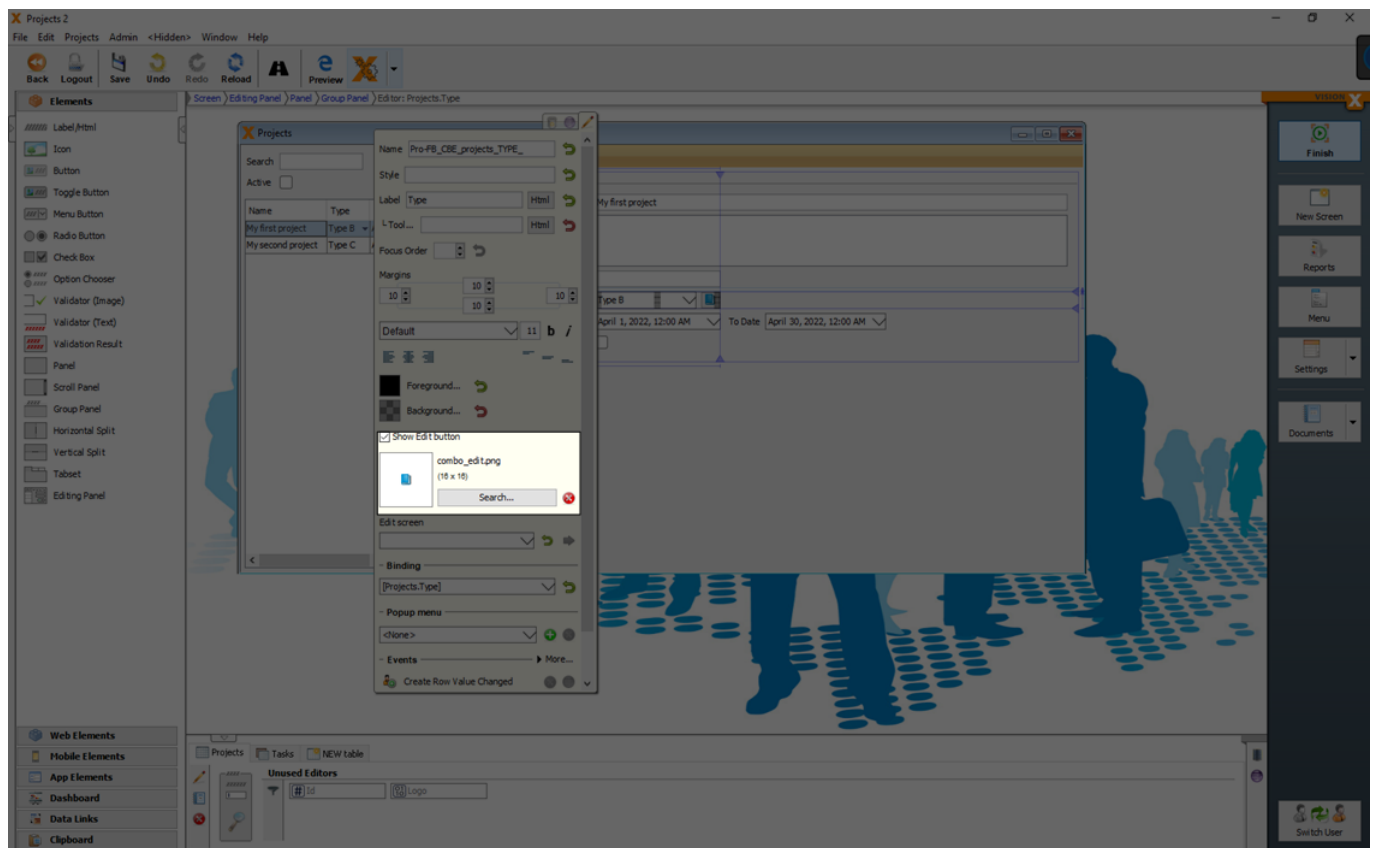 Projects 2
File Edit Projects Admin <Hidden> Window Help
Back Logout Save Undo Redo Reload Preview
Elements
Screen Editing Panel Panel Group Panel Editor: Projects.Type
VISION
Label/Html
Icon
Button
Toggle Button
Menu Button
Radio Button
Check Box
Option Chooser
Validator (Image)
Validator (Text)
Validation Result
Panel
Scroll Panel
Group Panel
Horizontal Split
Vertical Split
Tabset
Editing Panel
Web Elements
Mobile Elements
App Elements
Dashboard
Data Links
Clipboard
Projects
Search
Active
Name Type
My first project Type B
My second project Type C
Name Pro-FB_CBE_projects_TYPE_
Style
Label Type Html
Tool... Html
Focus Order
Margins
10
10 10
10
Default 11 b i
Foreground...
Background...
Show Edit button
combo_edit.png
(16 x 16)
Search...
Edit screen
Binding
[Projects.Type]
Popup menu
<None>
Events More...
Create Row Value Changed
My first project
Type B
April 1, 2022, 12:00 AM To Date April 30, 2022, 12:00 AM
Projects Tasks NEW table
Unused Editors
# Id Logo
Finish
New Screen
Reports
Menu
Settings
Documents
Switch User